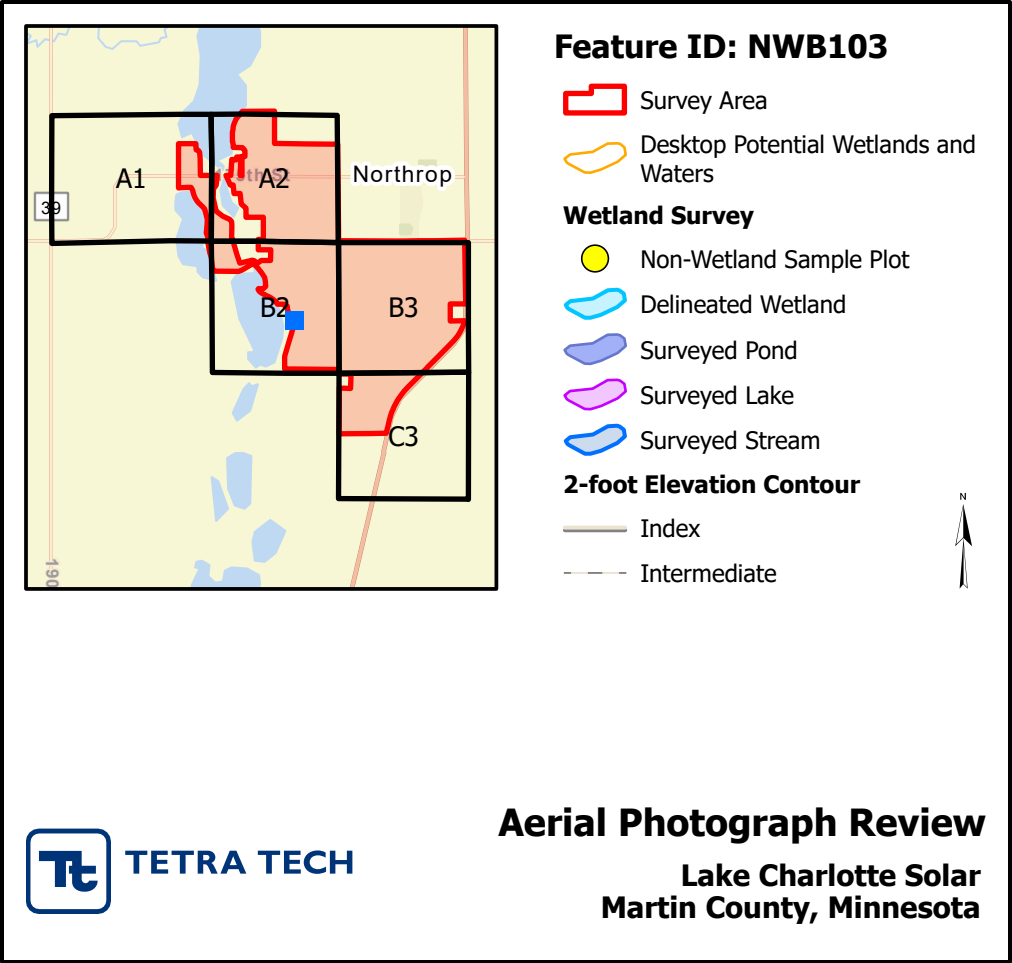 Feature ID: NWB103
Survey Area
Desktop Potential Wetlands and
Waters
Wetland Survey
Non-Wetland Sample Plot
Delineated Wetland
Surveyed Pond
Surveyed Lake
Surveyed Stream
2-foot Elevation Contour
Index
Intermediate
N
A1
A2
Northrop
39
B2
B3
C3
190
Aerial Photograph Review
Lake Charlotte Solar
Martin County, Minnesota
Tt
TETRA TECH